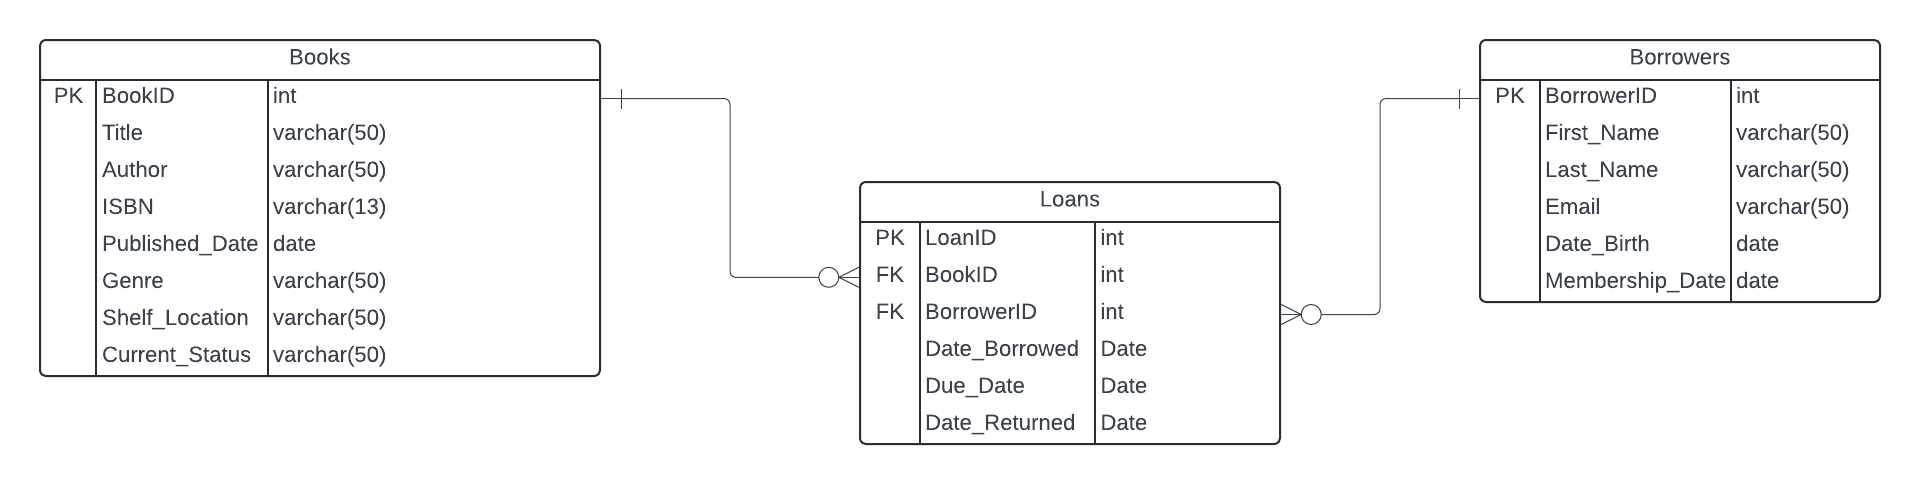 Books
PK BookID int
Title varchar(50)
Author varchar(50)
ISBN varchar(13)
Published_Date date
Genre varchar(50)
Shelf_Location varchar(50)
Current_Status varchar(50)
Loans
PK LoanID int
FK BookID int
FK BorrowerID int
Date_Borrowed Date
Due_Date Date
Date_Returned Date
Borrowers
PK BorrowerID int
First_Name varchar(50)
Last_Name varchar(50)
Email varchar(50)
Date_Birth date
Membership_Date date